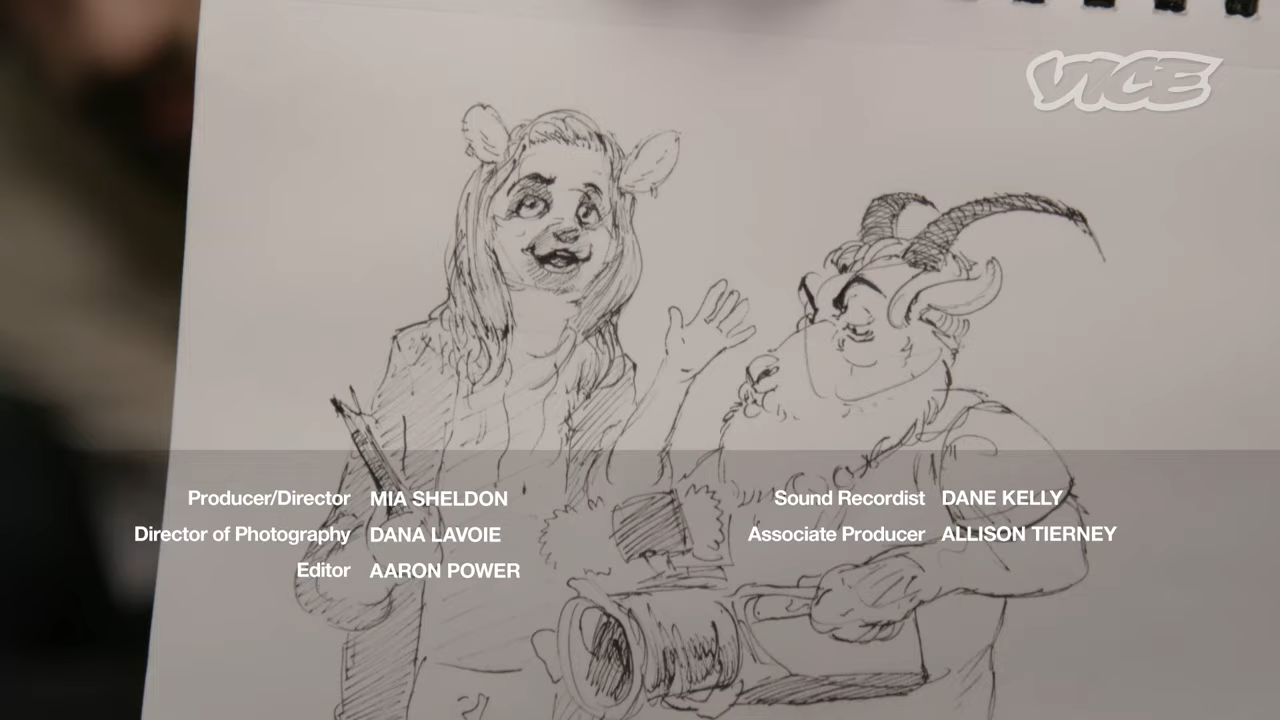 VICE
Producer/Director MIA SHELDON
Director of Photography DANA LAVOIE
Editor AARON POWER
Sound Recordist DANE KELLY
Associate Producer ALLISON TIERNEY